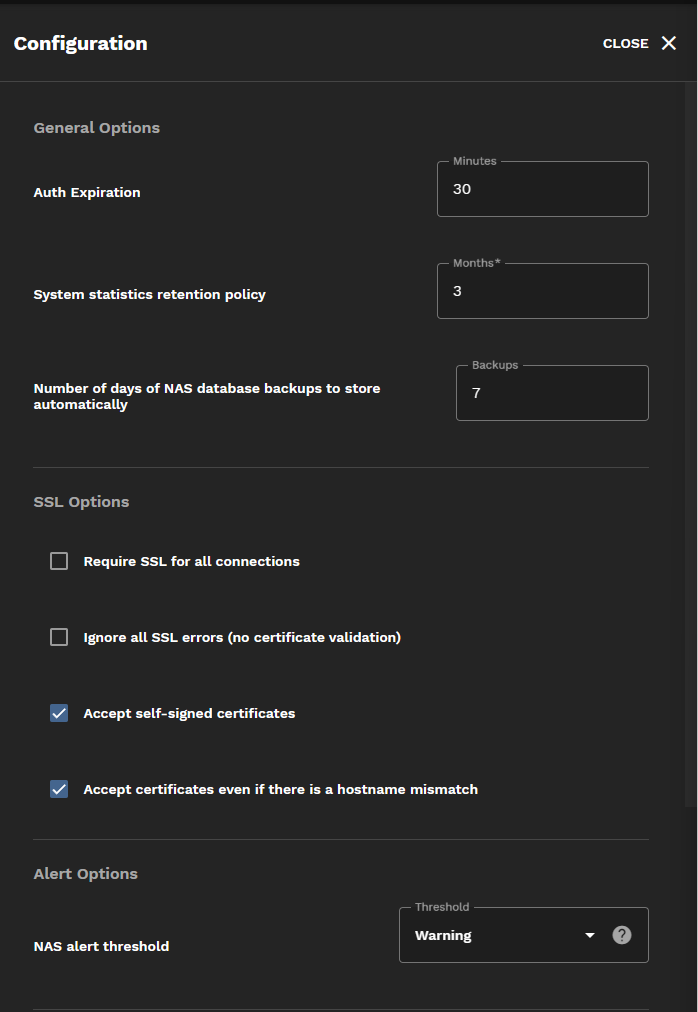 Configuration
CLOSE
General Options
Minutes
Auth Expiration
30
Months*
System statistics retention policy
3
Backups
Number of days of NAS database backups to store
automatically
7
SSL Options
Require SSL for all connections
Ignore all SSL errors (no certificate validation)
Accept self-signed certificates
Accept certificates even if there is a hostname mismatch
Alert Options
Threshold
NAS alert threshold
Warning
?